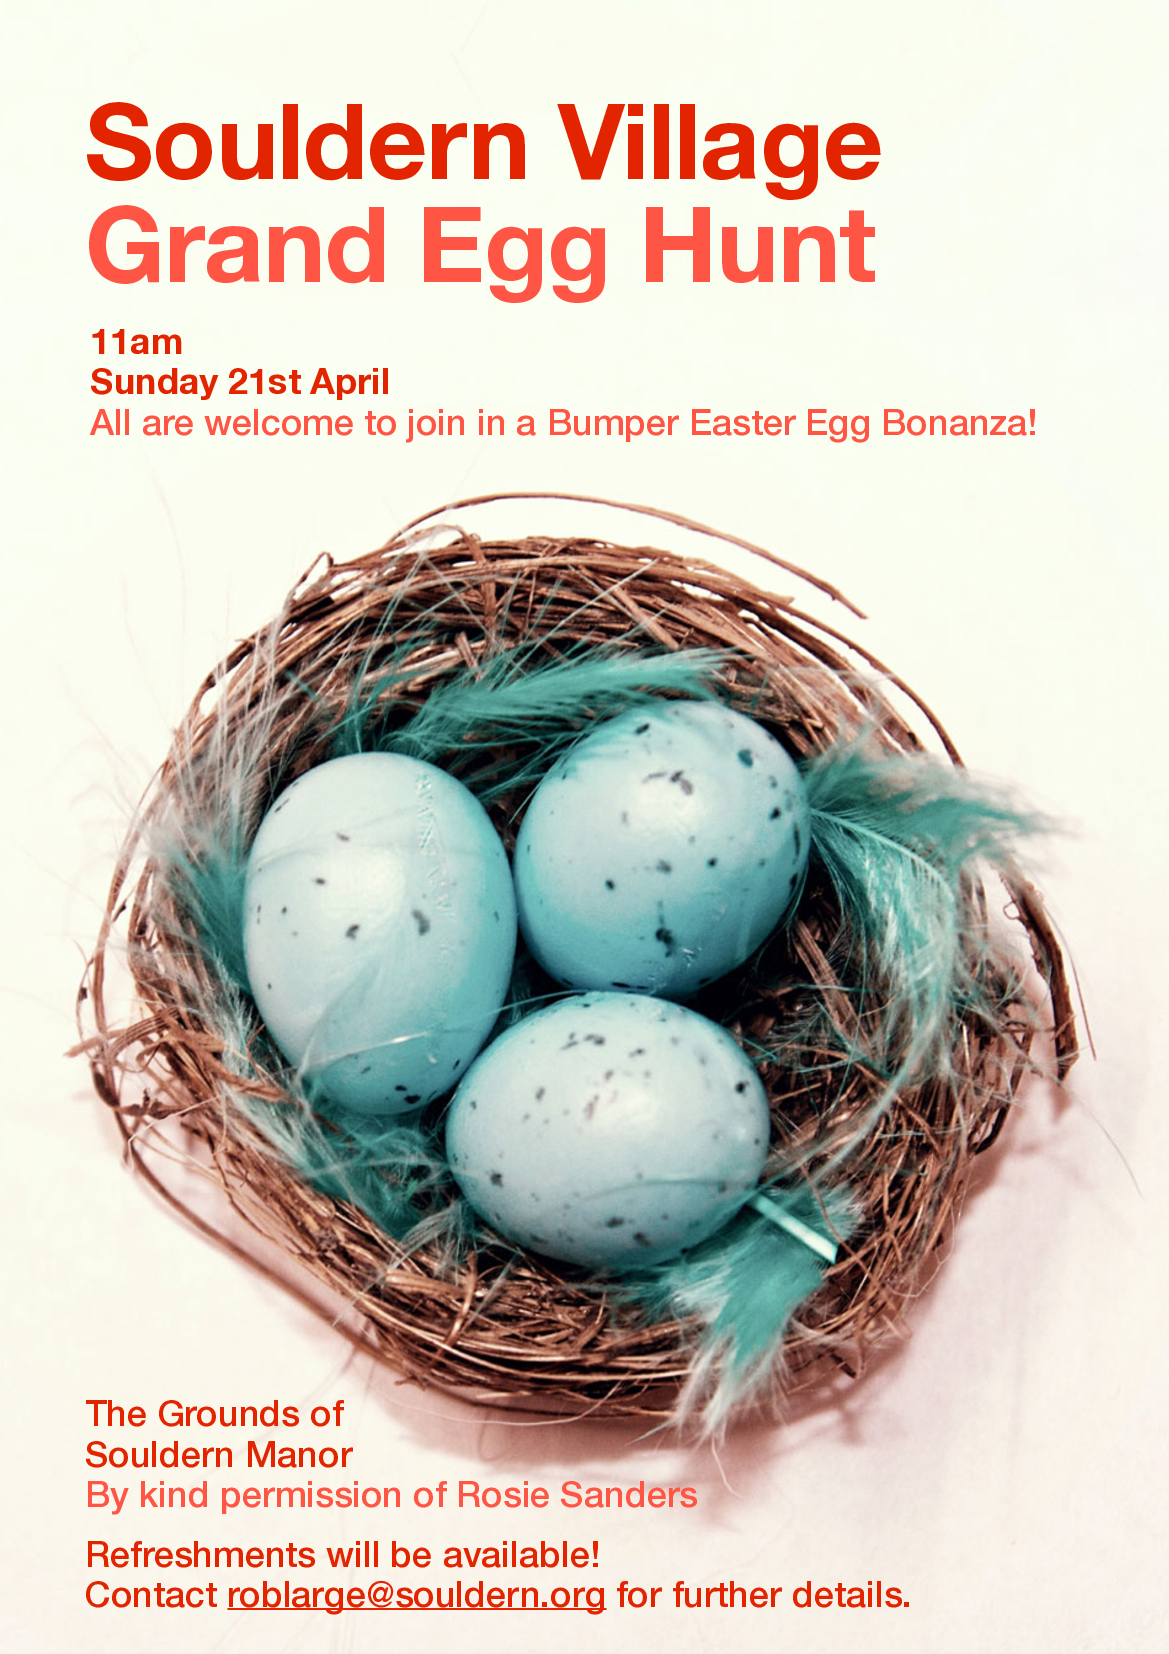 Souldern Village
Grand Egg Hunt
11am
Sunday 21st April
All are welcome to join in a Bumper Easter Egg Bonanza!
The Grounds of
Souldern Manor
By kind permission of Rosie Sanders
Refreshments will be available!
Contact roblarge@souldern.org for further details.